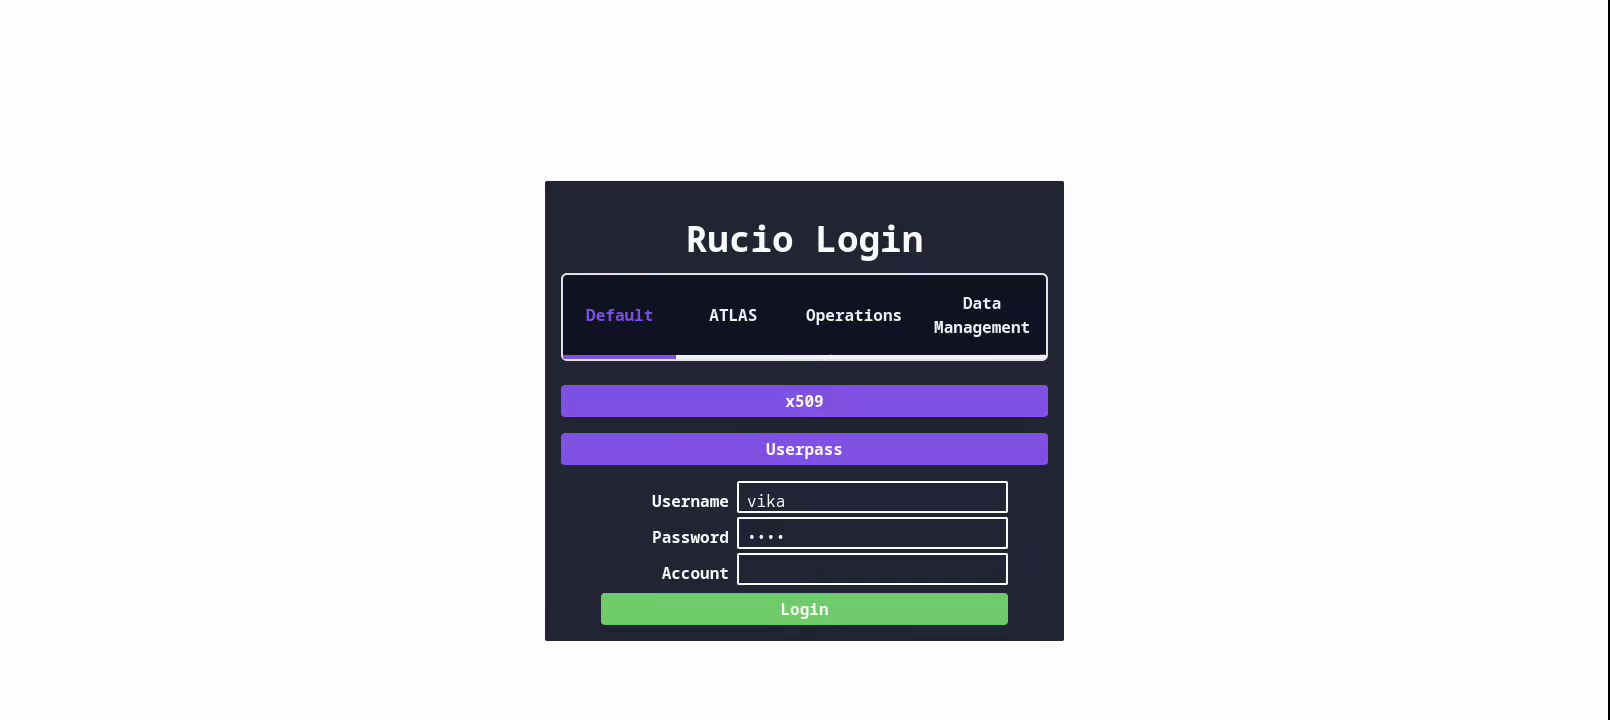 Rucio Login
Default
ATLAS
Operations
Data
Management
x509
Userpass
Username vika
Password ••••
Account
Login